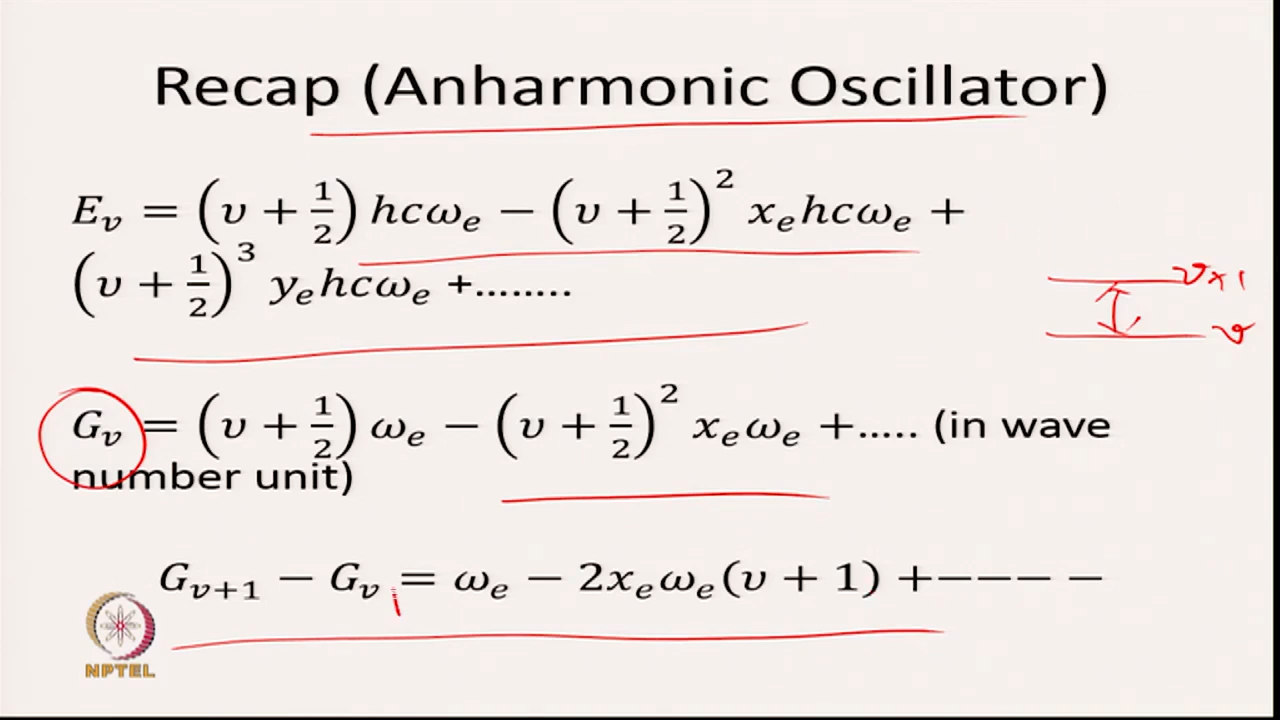 Recap (Anharmonic Oscillator)
E_v = (υ + 1/2) hcω_e − (υ + 1/2)^2 x_e hcω_e +
(υ + 1/2)^3 y_e hcω_e +........
υ+1
υ
G_v = (υ + 1/2) ω_e − (υ + 1/2)^2 x_e ω_e +..... (in wave
number unit)
G_{υ+1} − G_υ = ω_e − 2x_e ω_e(υ + 1) +−−− −
NPTEL